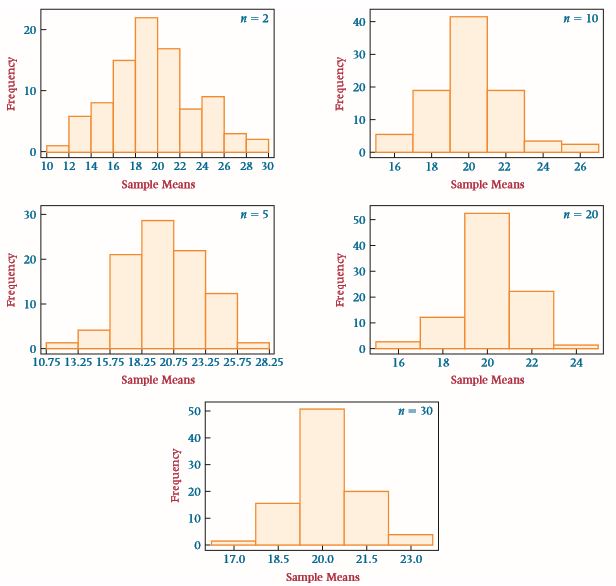 n = 2
20
10
0
Frequency
10 12 14 16 18 20 22 24 26 28 30
Sample Means
n = 10
40
30
20
10
0
Frequency
16 18 20 22 24 26
Sample Means
n = 5
30
20
10
0
Frequency
10.75 13.25 15.75 18.25 20.75 23.25 25.75 28.25
Sample Means
n = 20
50
40
30
20
10
0
Frequency
16 18 20 22 24
Sample Means
n = 30
50
40
30
20
10
0
Frequency
17.0 18.5 20.0 21.5 23.0
Sample Means